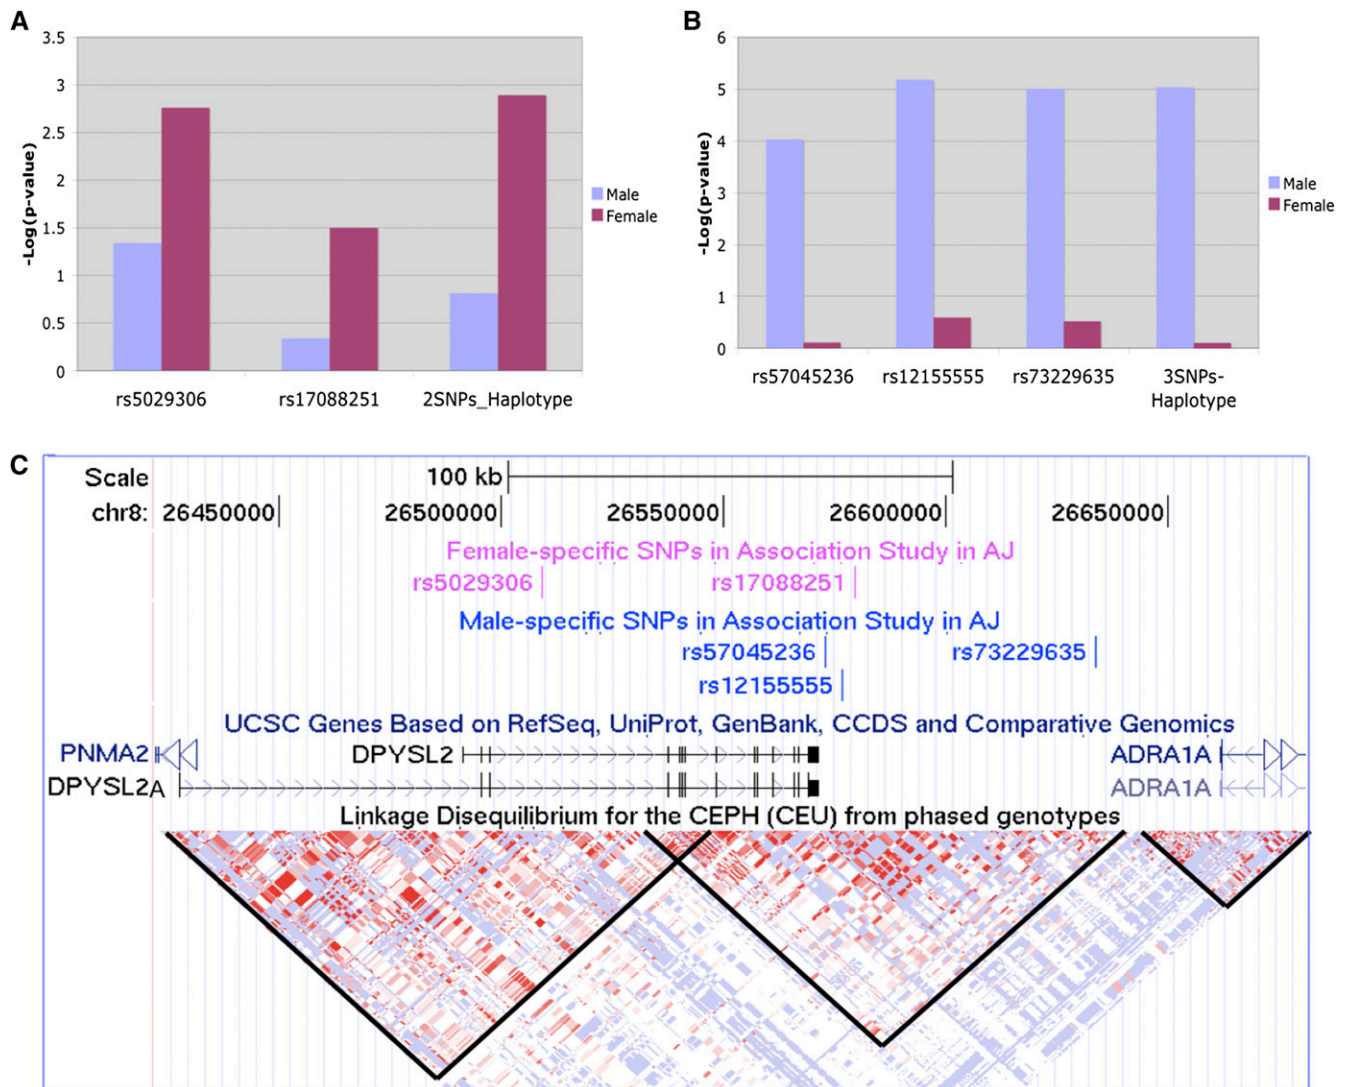 A
3.5
3
2.5
2
1.5
1
0.5
0
-Log(p-value)
rs5029306 rs17088251 2SNPs_Haplotype
Male
Female
B
6
5
4
3
2
1
0
-Log(p-value)
rs57045236 rs12155555 rs73229635 3SNPs-
Haplotype
Male
Female
C
Scale 100 kb
chr8: 26450000 26500000 26550000 26600000 26650000
Female-specific SNPs in Association Study in AJ
rs5029306 rs17088251
Male-specific SNPs in Association Study in AJ
rs57045236 rs73229635
rs12155555
UCSC Genes Based on RefSeq, UniProt, GenBank, CCDS and Comparative Genomics
PNMA2 DPYSL2 ADRA1A
DPYSL2A ADRA1A
Linkage Disequilibrium for the CEPH (CEU) from phased genotypes